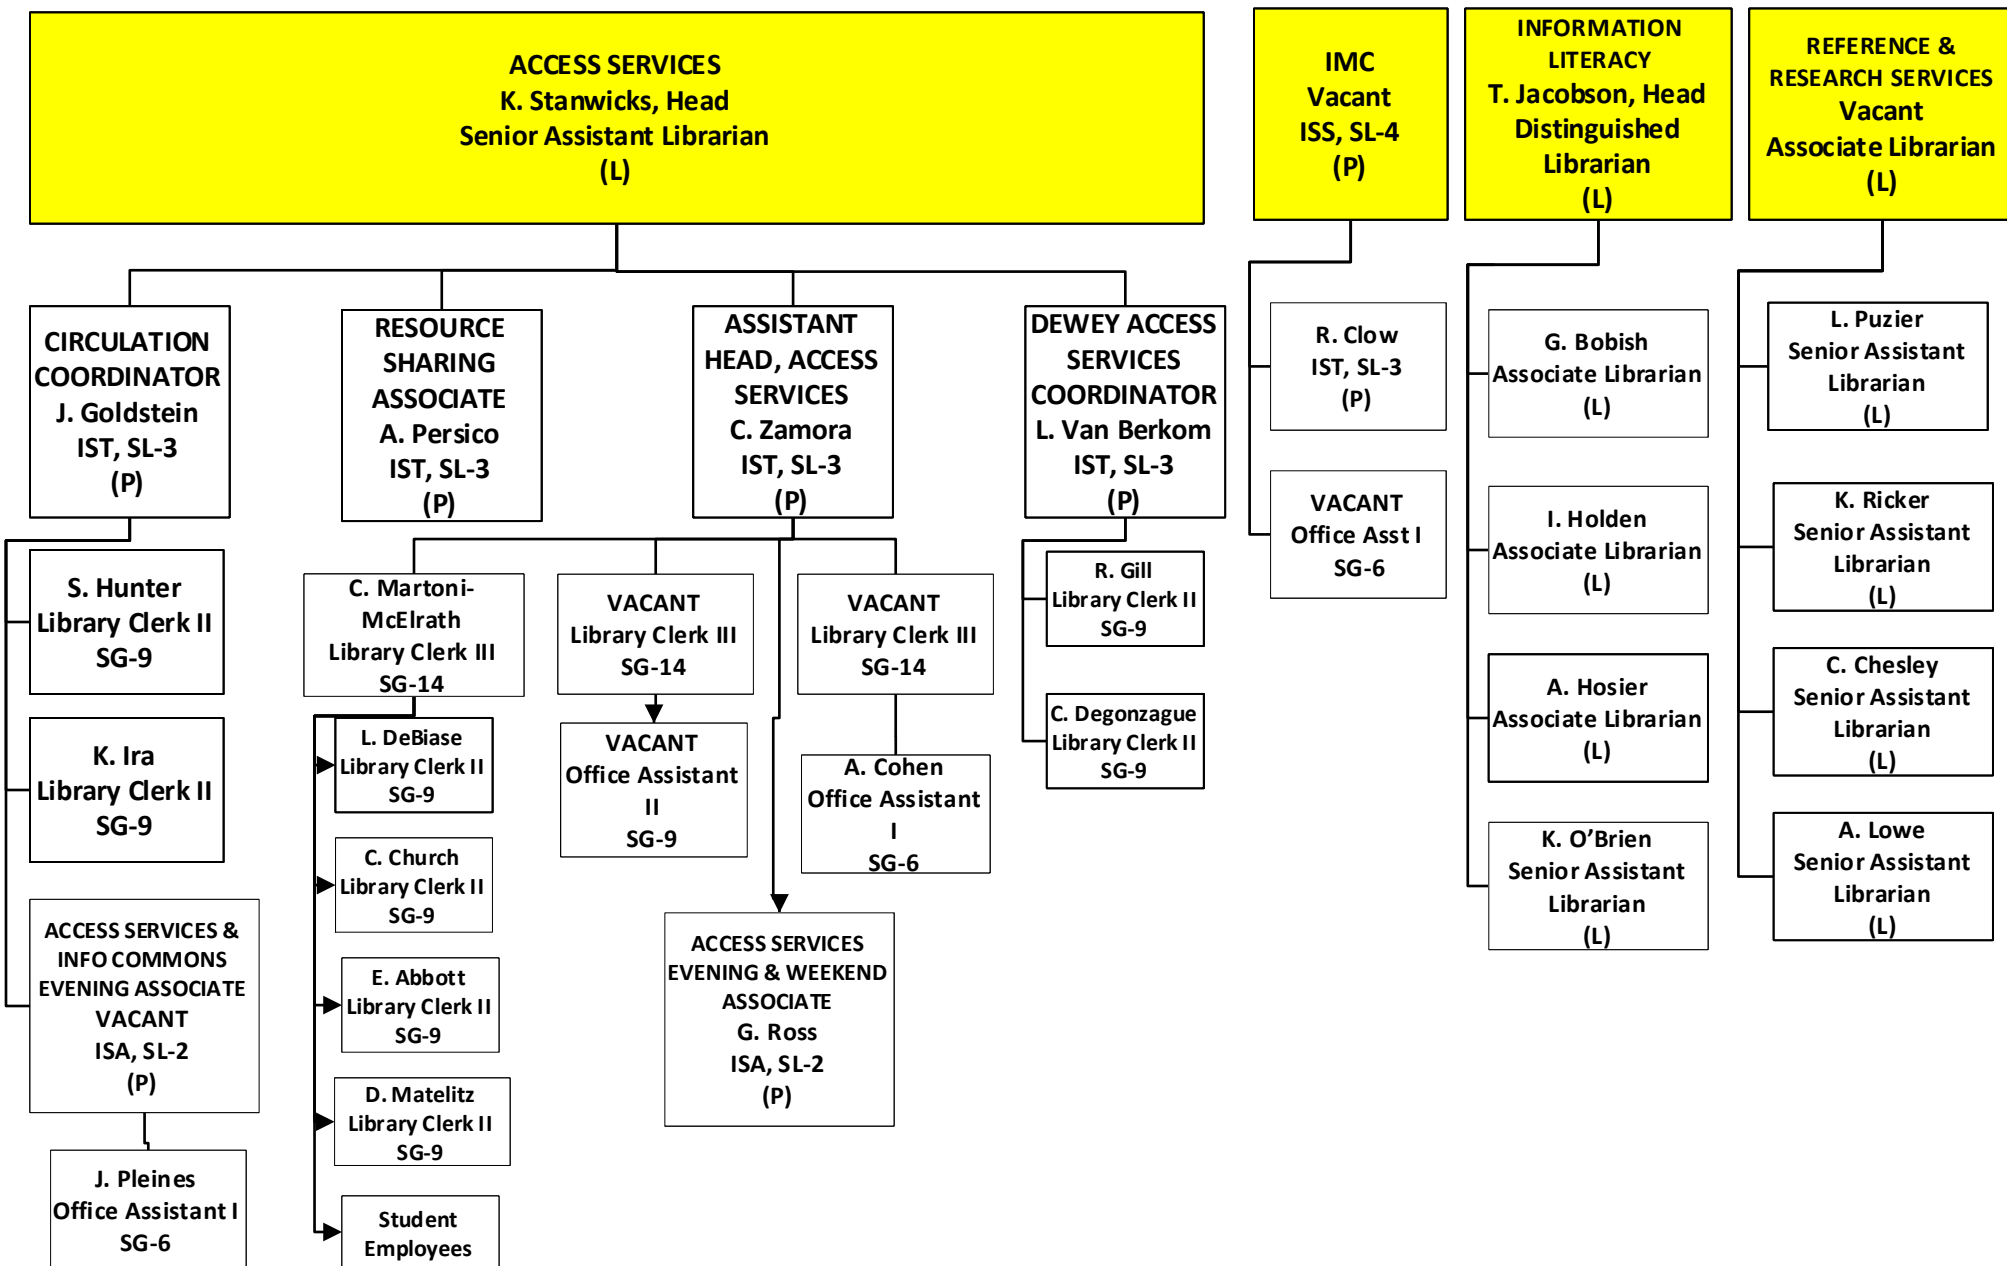 ACCESS SERVICES
K. Stanwicks, Head
Senior Assistant Librarian
(L)
IMC
Vacant
ISS, SL-4
(P)
INFORMATION
LITERACY
T. Jacobson, Head
Distinguished
Librarian
(L)
REFERENCE &
RESEARCH SERVICES
Vacant
Associate Librarian
(L)
CIRCULATION
COORDINATOR
J. Goldstein
IST, SL-3
(P)
RESOURCE
SHARING
ASSOCIATE
A. Persico
IST, SL-3
(P)
ASSISTANT
HEAD, ACCESS
SERVICES
C. Zamora
IST, SL-3
(P)
DEWEY ACCESS
SERVICES
COORDINATOR
L. Van Berkom
IST, SL-3
(P)
R. Clow
IST, SL-3
(P)
VACANT
Office Asst I
SG-6
G. Bobish
Associate Librarian
(L)
I. Holden
Associate Librarian
(L)
A. Hosier
Associate Librarian
(L)
K. O’Brien
Senior Assistant
Librarian
(L)
L. Puzier
Senior Assistant
Librarian
(L)
K. Ricker
Senior Assistant
Librarian
(L)
C. Chesley
Senior Assistant
Librarian
(L)
A. Lowe
Senior Assistant
Librarian
(L)
S. Hunter
Library Clerk II
SG-9
K. Ira
Library Clerk II
SG-9
ACCESS SERVICES &
INFO COMMONS
EVENING ASSOCIATE
VACANT
ISA, SL-2
(P)
J. Pleines
Office Assistant I
SG-6
C. Martoni-
McElrath
Library Clerk III
SG-14
L. DeBiase
Library Clerk II
SG-9
C. Church
Library Clerk II
SG-9
E. Abbott
Library Clerk II
SG-9
D. Matelitz
Library Clerk II
SG-9
Student
Employees
VACANT
Library Clerk III
SG-14
VACANT
Office Assistant
II
SG-9
VACANT
Library Clerk III
SG-14
A. Cohen
Office Assistant
I
SG-6
ACCESS SERVICES
EVENING & WEEKEND
ASSOCIATE
G. Ross
ISA, SL-2
(P)
R. Gill
Library Clerk II
SG-9
C. Degonzague
Library Clerk II
SG-9